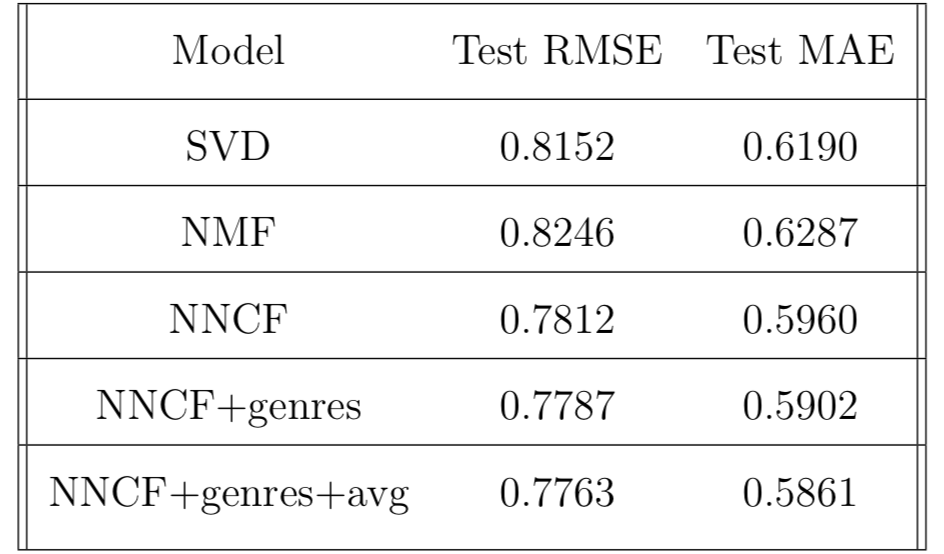 Model Test RMSE Test MAE
SVD 0.8152 0.6190
NMF 0.8246 0.6287
NNCF 0.7812 0.5960
NNCF+genres 0.7787 0.5902
NNCF+genres+avg 0.7763 0.5861